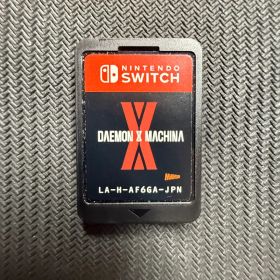 NINTENDO
SWITCH
DAEMON X MACHINA
LA-H-AF6GA-JPN